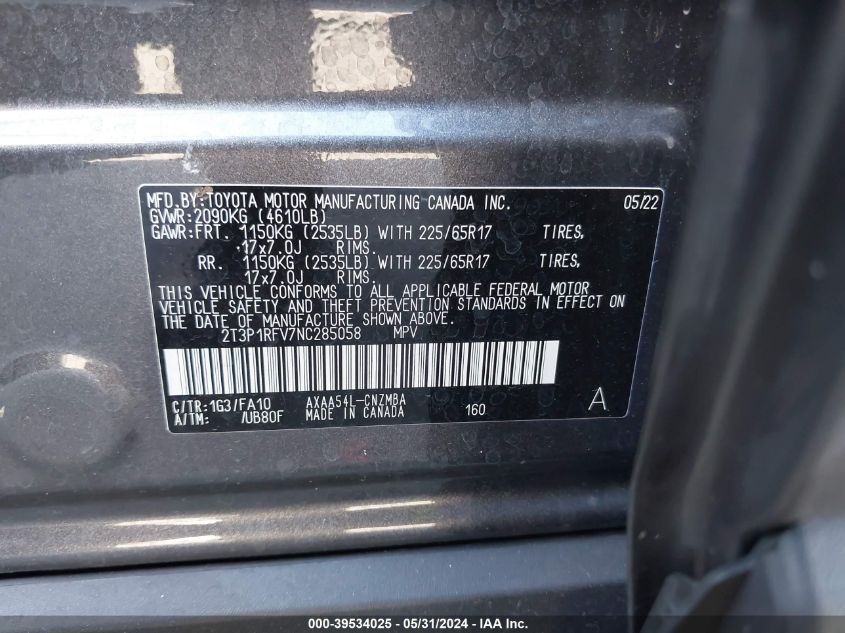 MFD.BY:TOYOTA MOTOR MANUFACTURING CANADA INC. 05/22
GVWR:2090KG (4610LB)
GAWR:FRT. 1150KG (2535LB) WITH 225/65R17 TIRES,
17x7.0J RIMS.
RR. 1150KG (2535LB) WITH 225/65R17 TIRES,
17x7.0J RIMS.
THIS VEHICLE CONFORMS TO ALL APPLICABLE FEDERAL MOTOR
VEHICLE SAFETY AND THEFT PREVENTION STANDARDS IN EFFECT ON
THE DATE OF MANUFACTURE SHOWN ABOVE.
2T3P1RFV7NC285058 MPV
C/TR:1G3/FA10 AXAA54L-CNZMBA 160 A
A/TM: /UB80F MADE IN CANADA
000-39534025 - 05/31/2024 - IMAGE 9 OF